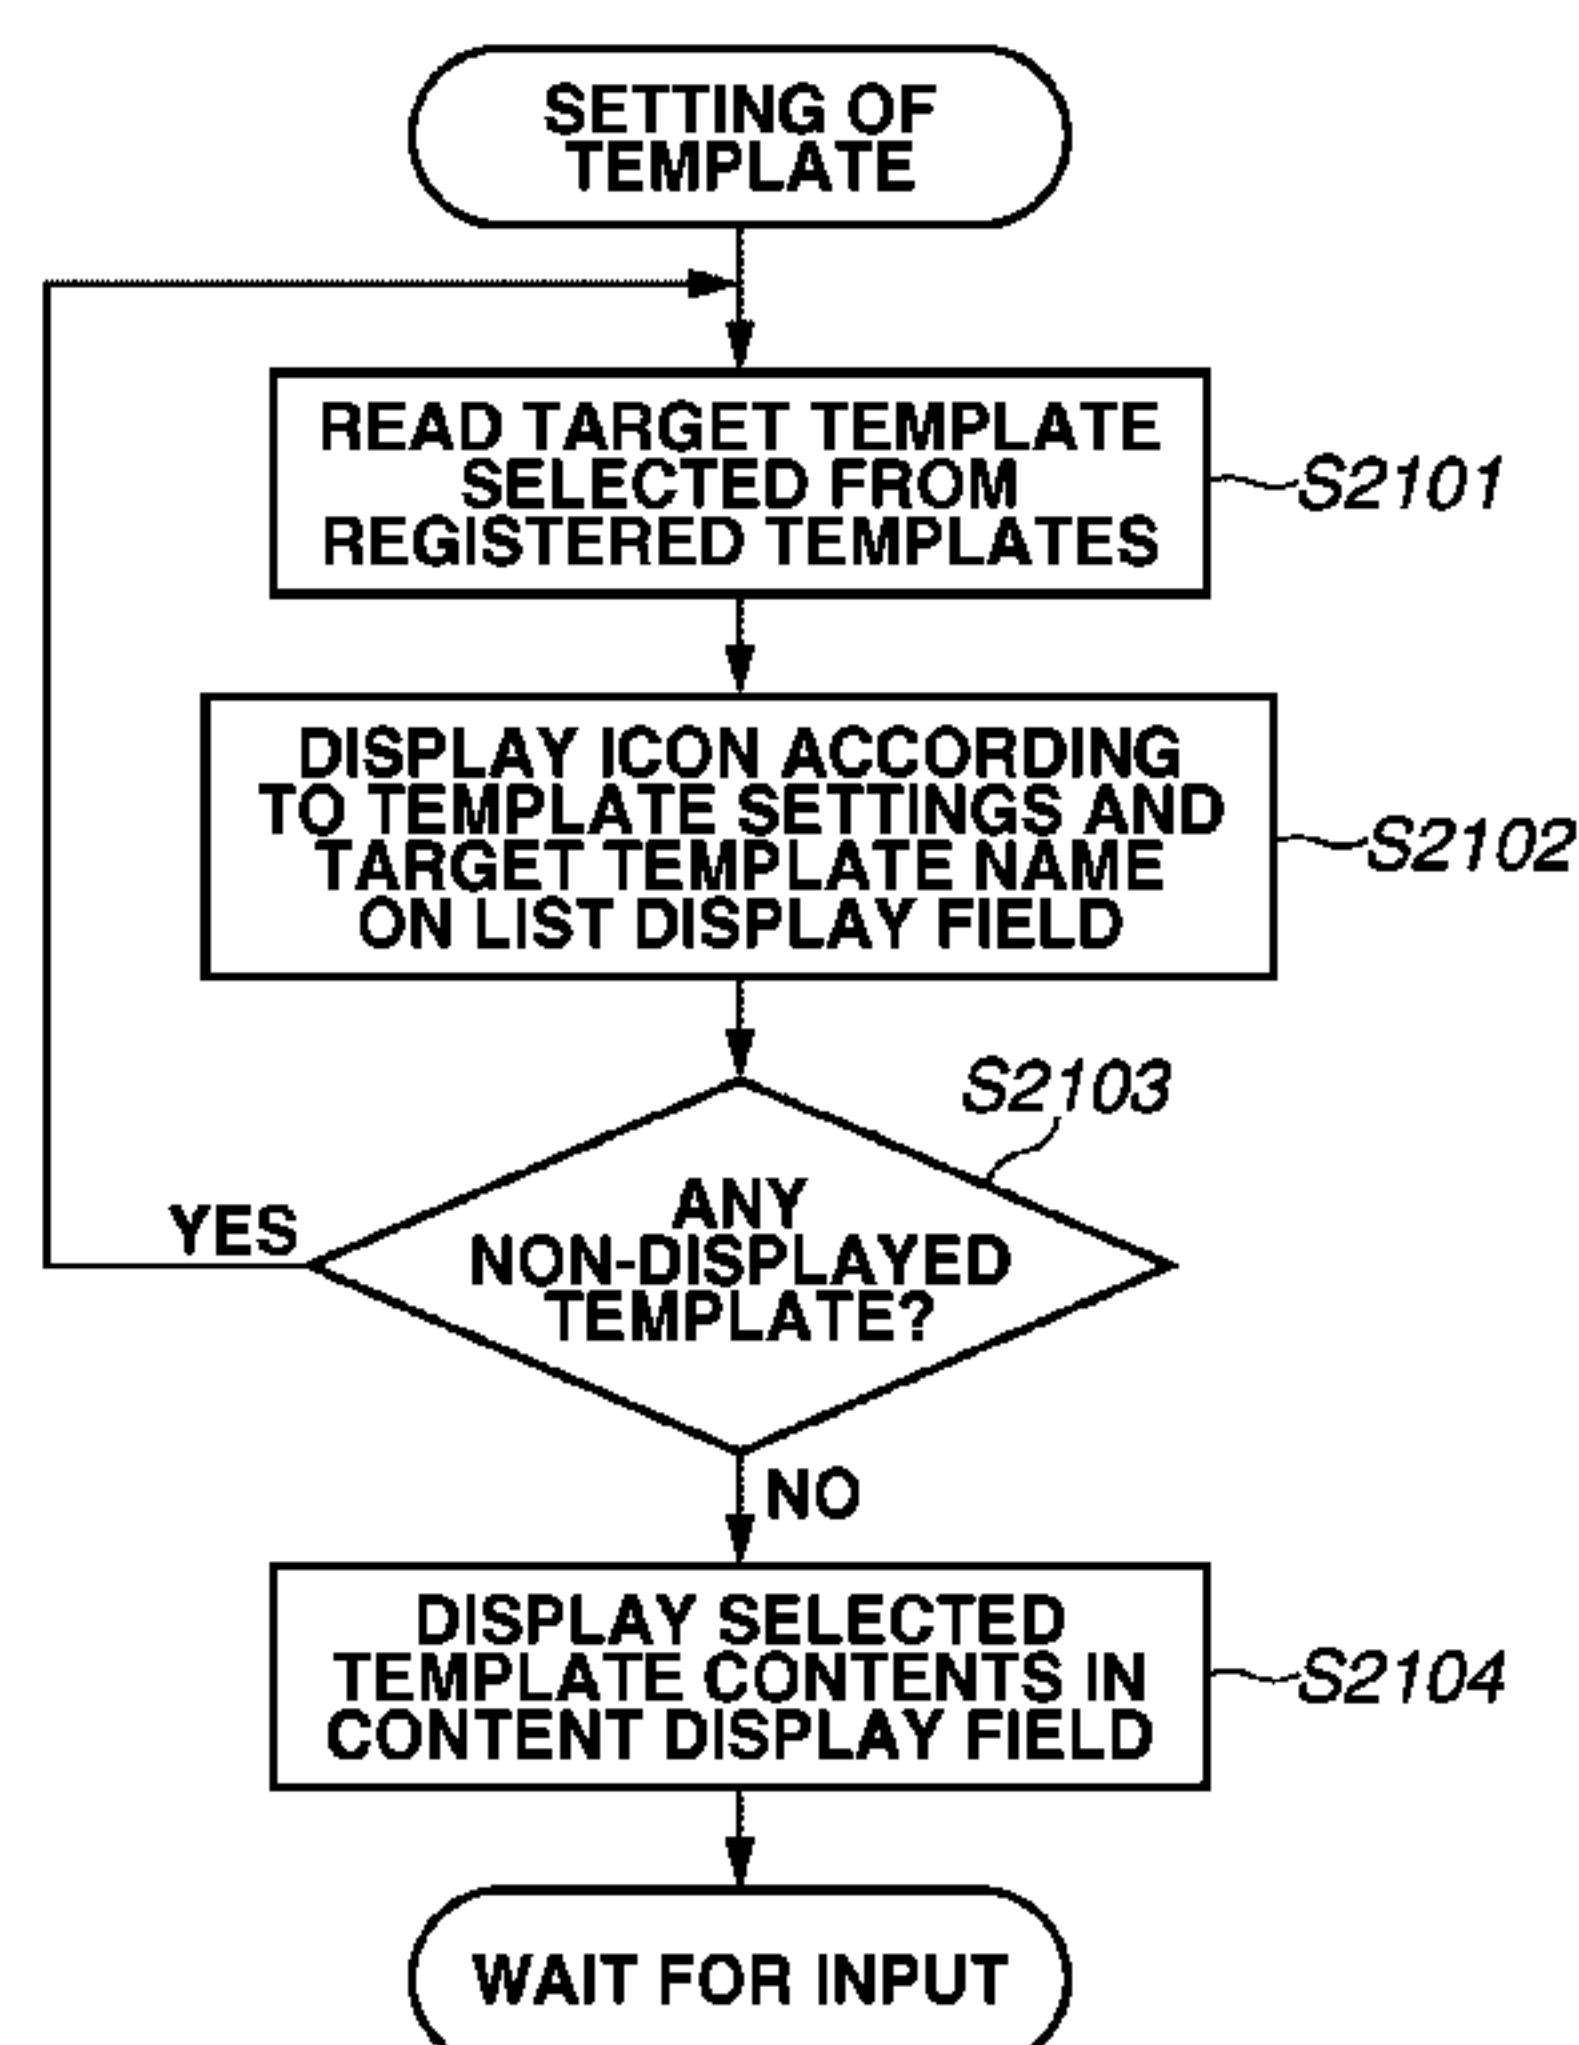 SETTING OF
TEMPLATE
READ TARGET TEMPLATE
SELECTED FROM
REGISTERED TEMPLATES
S2101
DISPLAY ICON ACCORDING
TO TEMPLATE SETTINGS AND
TARGET TEMPLATE NAME
ON LIST DISPLAY FIELD
S2102
S2103
ANY
NON-DISPLAYED
TEMPLATE?
YES
NO
DISPLAY SELECTED
TEMPLATE CONTENTS IN
CONTENT DISPLAY FIELD
S2104
WAIT FOR INPUT